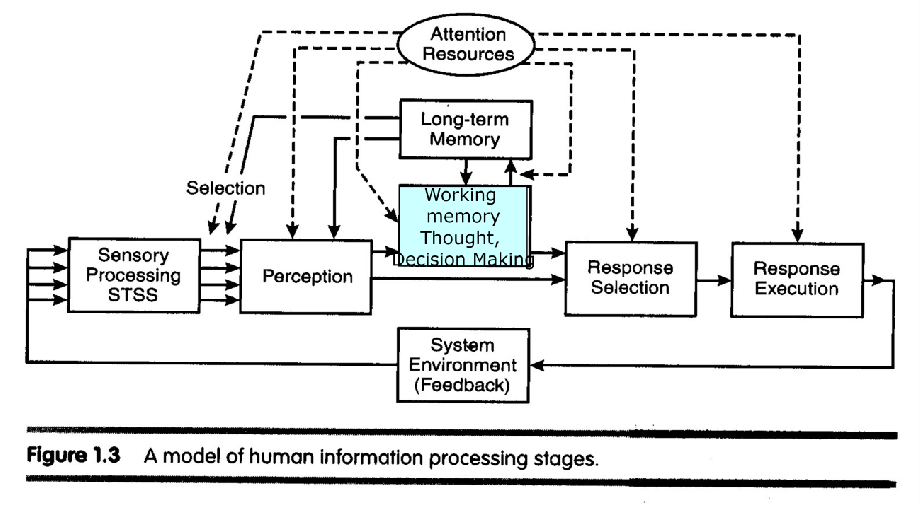 Attention
Resources
Long-term
Memory
Selection
Working
memory
Thought,
Decision Making
Sensory
Processing
STSS
Perception
Response
Selection
Response
Execution
System
Environment
(Feedback)
Figure 1.3 A model of human information processing stages.